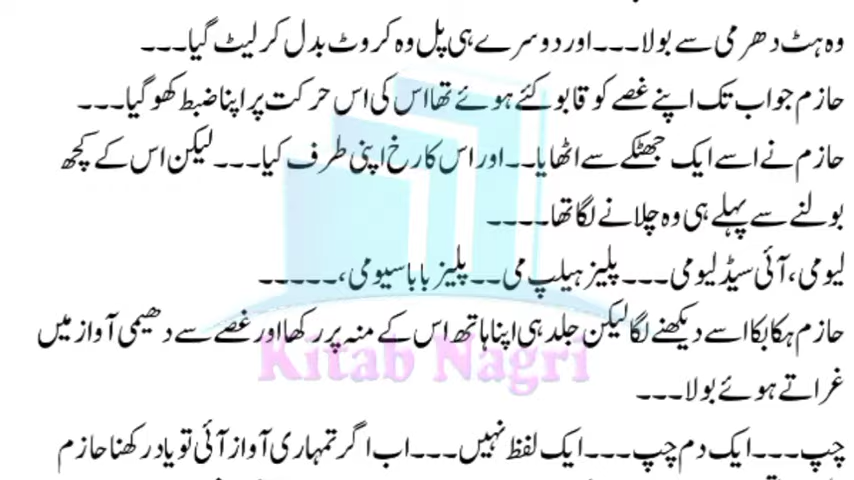 وہ ہٹ دھرمی سے بولا۔۔۔اور دوسرے ہی پل وہ کروٹ بدل کر لیٹ گیا۔۔۔
حازم جو اب تک اپنے غصے کو قابو کئے ہوئے تھا اس کی اس حرکت پر اپنا ضبط کھو گیا۔۔۔
حازم نے اسے ایک جھٹکے سے اٹھایا۔۔اور اس کا رخ اپنی طرف کیا۔۔۔لیکن اس کے کچھ
بولنے سے پہلے ہی وہ چلانے لگا تھا۔۔۔۔
لیومی،آئی سیڈ لیومی۔۔۔پلیز ہیلپ می۔۔پلیز بابا سیومی،۔۔۔۔۔
حازم ہکا بکا اسے دیکھنے لگا لیکن جلد ہی اپنا ہاتھ اس کے منہ پر رکھا اور غصے سے دھیمی آواز میں
Kitab Nagri
غراتے ہوئے بولا۔۔۔
چپ۔۔۔ایک دم چپ۔۔۔ایک لفظ نہیں۔۔۔اب اگر تمہاری آواز آئی تو یاد رکھنا حازم